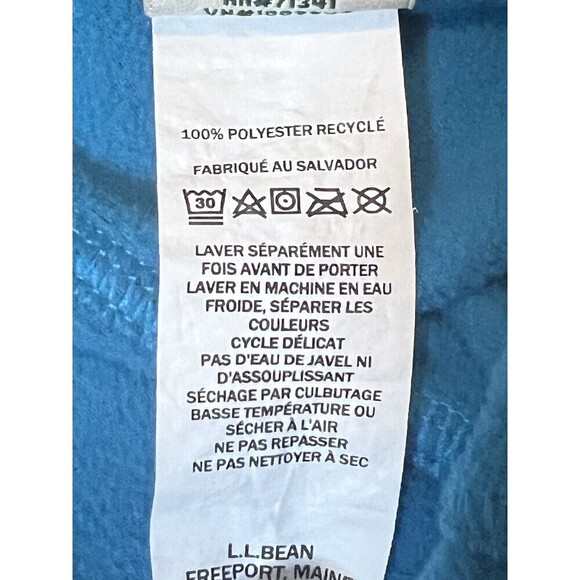 100% POLYESTER RECYCLÉ
FABRIQUÉ AU SALVADOR
30
LAVER SÉPARÉMENT UNE
FOIS AVANT DE PORTER
LAVER EN MACHINE EN EAU
FROIDE, SÉPARER LES
COULEURS
CYCLE DÉLICAT
PAS D'EAU DE JAVEL NI
D'ASSOUPLISSANT
SÉCHAGE PAR CULBUTAGE
BASSE TEMPÉRATURE OU
SÉCHER À L'AIR
NE PAS REPASSER
NE PAS NETTOYER À SEC
L.L.BEAN
FREEPORT, MAINE